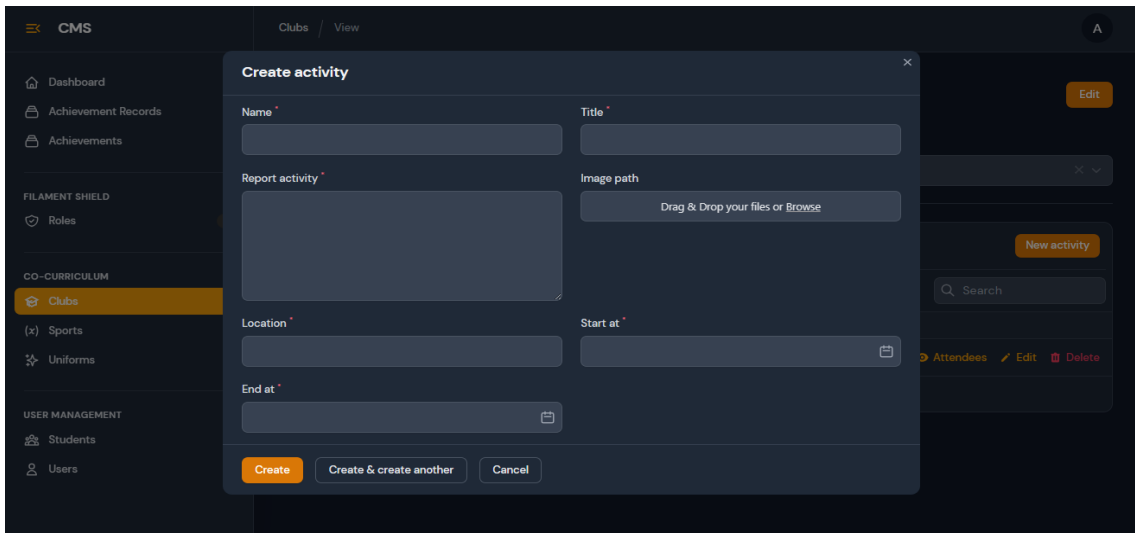 CMS
Clubs / View
A
Dashboard
Achievement Records
Achievements
FILAMENT SHIELD
Roles
CO-CURRICULUM
Clubs
(x) Sports
Uniforms
USER MANAGEMENT
Students
Users
Edit
New activity
Search
Attendees Edit Delete
Create activity
Name *
Title *
Report activity *
Image path
Drag & Drop your files or Browse
Location *
Start at *
End at *
Create
Create & create another
Cancel